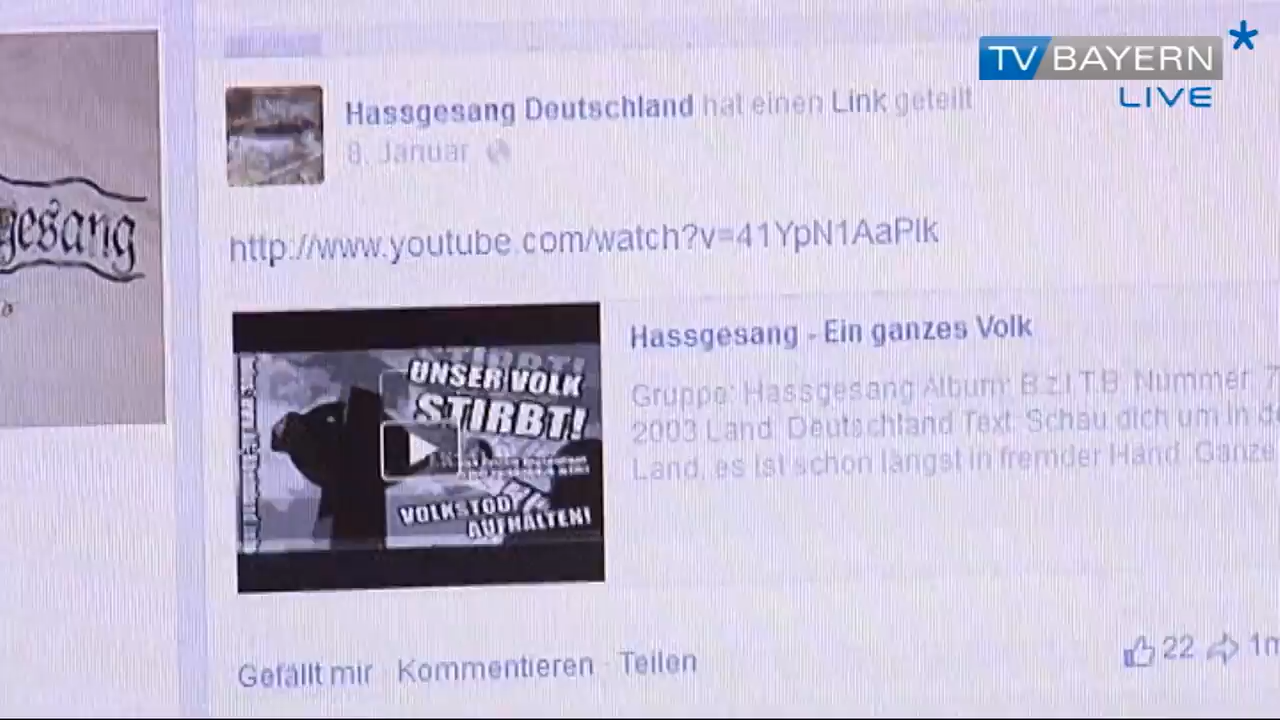 TV BAYERN
LIVE
gesang
Hassgesang Deutschland hat einen Link geteilt
8. Januar
http://www.youtube.com/watch?v=41YpN1AaPlk
STIRBT!
UNSER VOLK
STIRBT!
VOLKSTOD
AUFHALTEN!
Hassgesang - Ein ganzes Volk
Gruppe: Hassgesang Album: B.z.l.T.B. Nummer: 7
2003 Land: Deutschland Text: Schau dich um in de
Land, es ist schon längst in fremder Hand. Ganze
Gefällt mir · Kommentieren · Teilen
22 1m